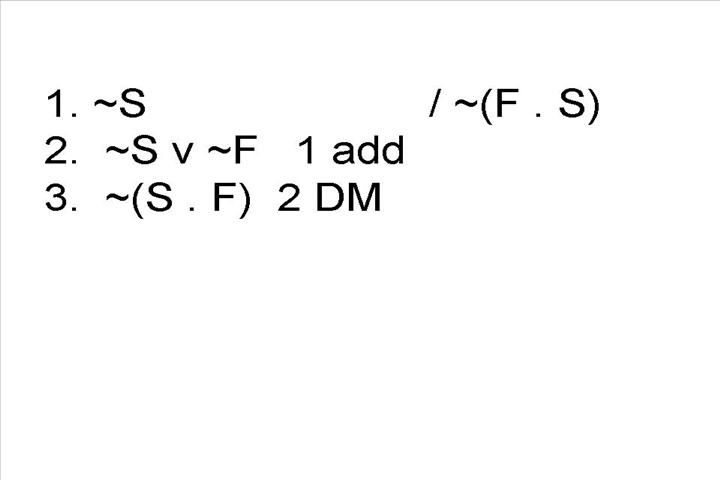 1. ~S / ~(F . S)
2. ~S v ~F 1 add
3. ~(S . F) 2 DM